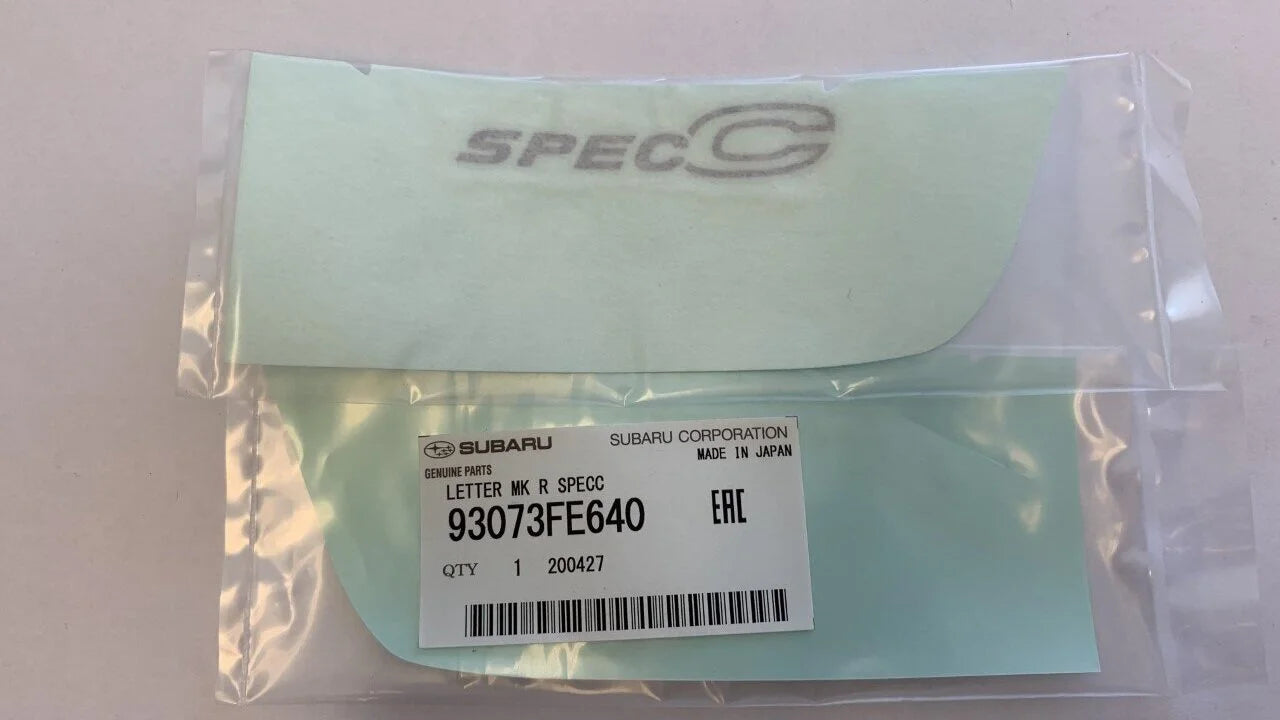 SPEC C
SUBARU
SUBARU CORPORATION
MADE IN JAPAN
GENUINE PARTS
LETTER MK R SPECC
93073FE640
EAC
QTY 1 200427